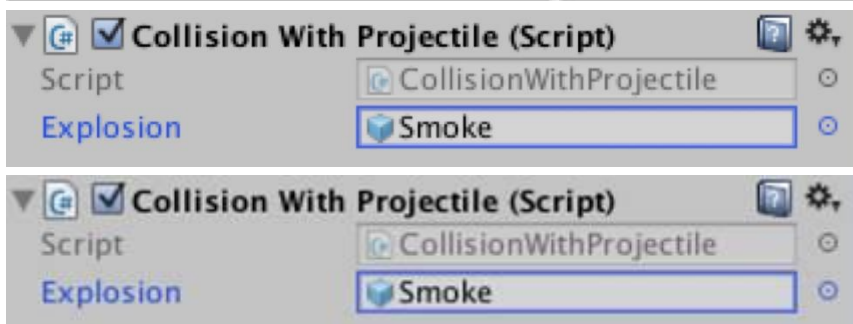 Collision With Projectile (Script)
Script CollisionWithProjectile
Explosion Smoke
Collision With Projectile (Script)
Script CollisionWithProjectile
Explosion Smoke